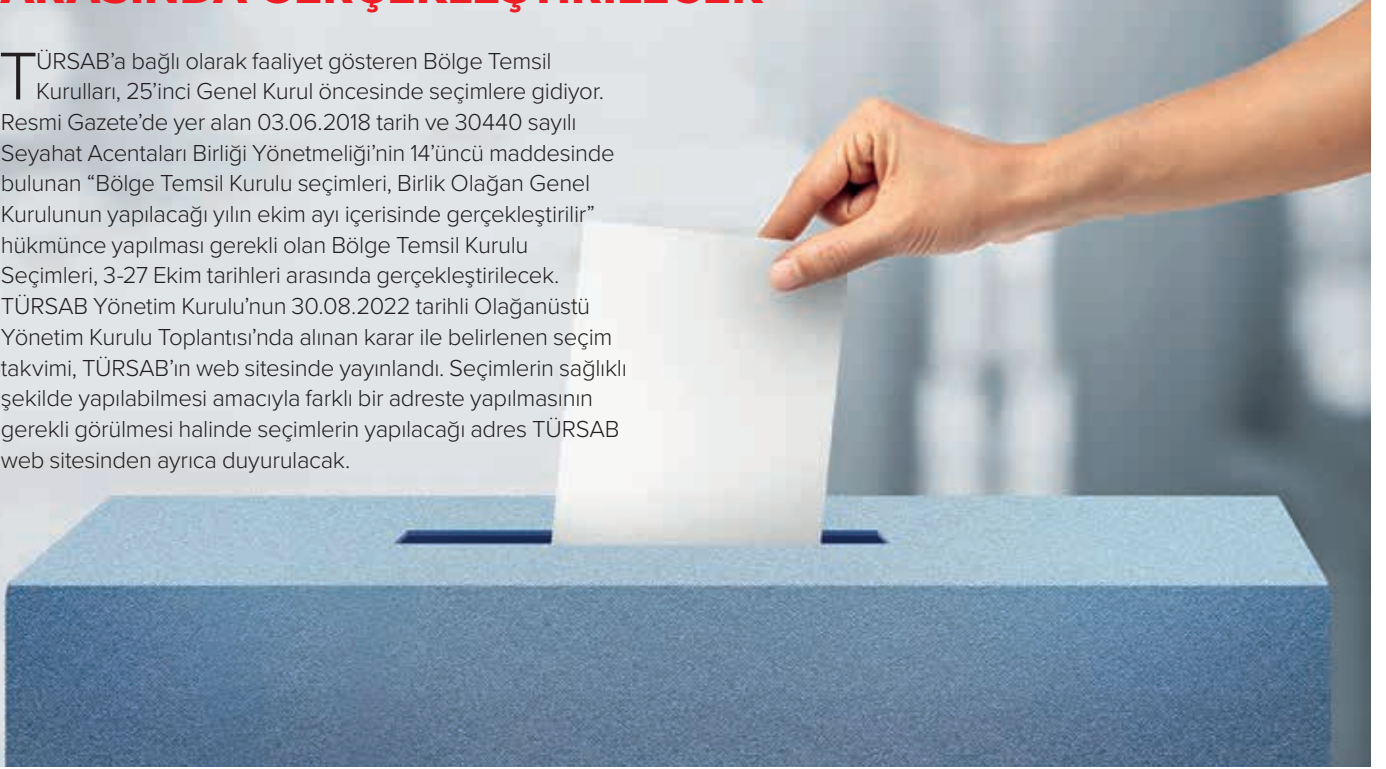 ARASINDA GERÇEKLEŞTİRİLECEK
TÜRSAB’a bağlı olarak faaliyet gösteren Bölge Temsil
Kurulları, 25’inci Genel Kurul öncesinde seçimlere gidiyor.
Resmi Gazete’de yer alan 03.06.2018 tarih ve 30440 sayılı
Seyahat Acentaları Birliği Yönetmeliği’nin 14’üncü maddesinde
bulunan “Bölge Temsil Kurulu seçimleri, Birlik Olağan Genel
Kurulunun yapılacağı yılın ekim ayı içerisinde gerçekleştirilir”
hükmünce yapılması gerekli olan Bölge Temsil Kurulu
Seçimleri, 3-27 Ekim tarihleri arasında gerçekleştirilecek.
TÜRSAB Yönetim Kurulu’nun 30.08.2022 tarihli Olağanüstü
Yönetim Kurulu Toplantısı’nda alınan karar ile belirlenen seçim
takvimi, TÜRSAB’ın web sitesinde yayınlandı. Seçimlerin sağlıklı
şekilde yapılabilmesi amacıyla farklı bir adreste yapılmasının
gerekli görülmesi halinde seçimlerin yapılacağı adres TÜRSAB
web sitesinden ayrıca duyurulacak.